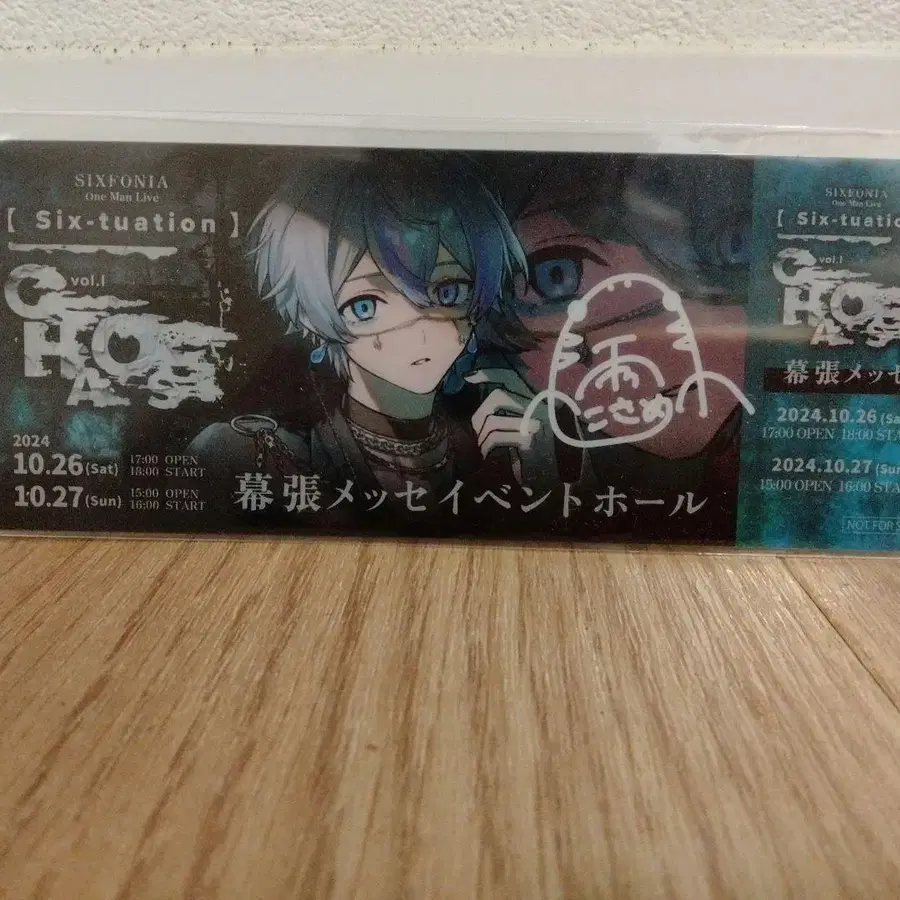 SIXFONIA
One Man Live
【 Six-tuation 】
vol.1
CHAOS
2024
10.26(Sat) 17:00 OPEN
18:00 START
10.27(Sun) 15:00 OPEN
16:00 START
幕張メッセイベントホール
雨
こさめ
SIXFONIA
One Man Live
【 Six-tuatio
vol.1
幕張メッセ
2024.10.26(Sa
17:00 OPEN 18:00 STA
2024.10.27(Sun
15:00 OPEN 16:00 STA
NOT FOR S